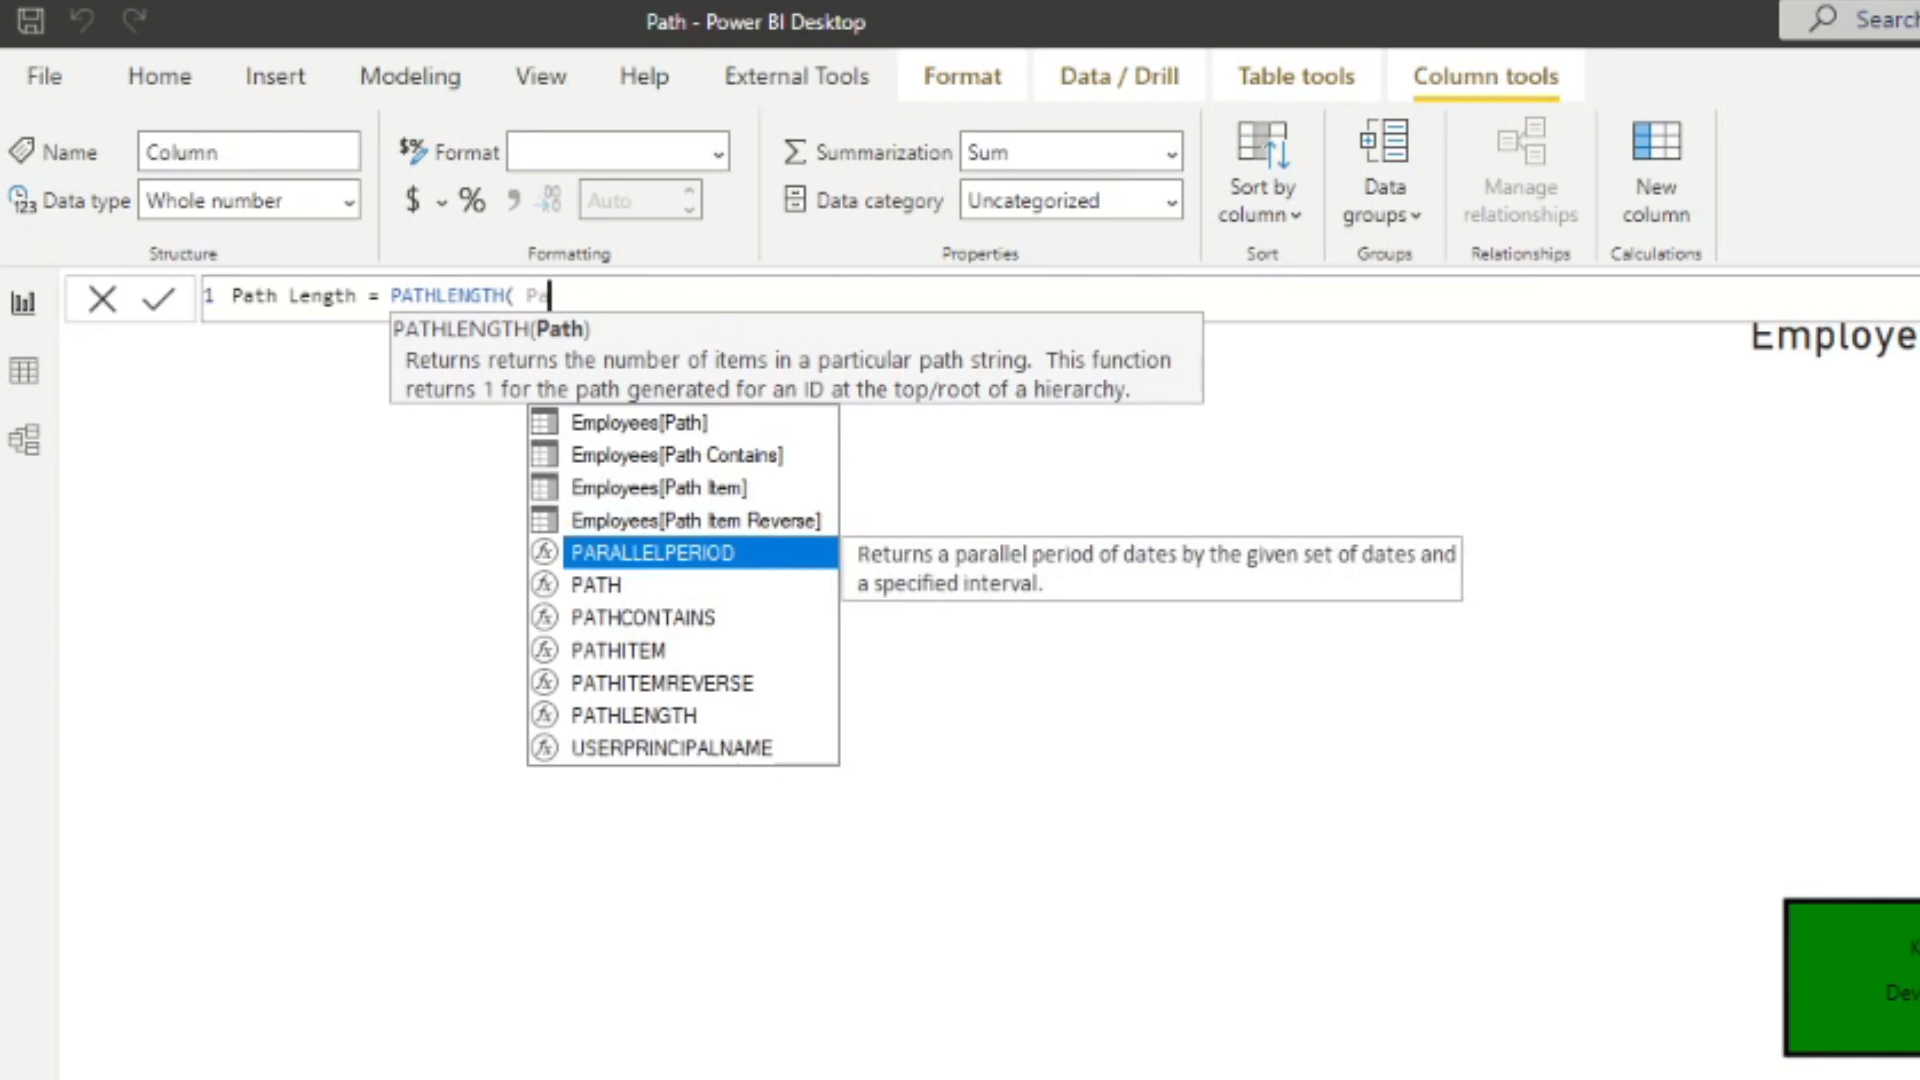 Path - Power BI Desktop
Search
File Home Insert Modeling View Help External Tools Format Data / Drill Table tools Column tools
Name Column
$% Format
Summarization Sum
Data type Whole number
$ % Auto
Data category Uncategorized
Sort by column
Data groups
Manage relationships
New column
Structure Formatting Properties Sort Groups Relationships Calculations
1 Path Length = PATHLENGTH( Pa
PATHLENGTH(Path)
Returns returns the number of items in a particular path string. This function
returns 1 for the path generated for an ID at the top/root of a hierarchy.
Employe
Employees[Path]
Employees[Path Contains]
Employees[Path Item]
Employees[Path Item Reverse]
PARALLELPERIOD
Returns a parallel period of dates by the given set of dates and
a specified interval.
PATH
PATHCONTAINS
PATHITEM
PATHITEMREVERSE
PATHLENGTH
USERPRINCIPALNAME
K
Dev